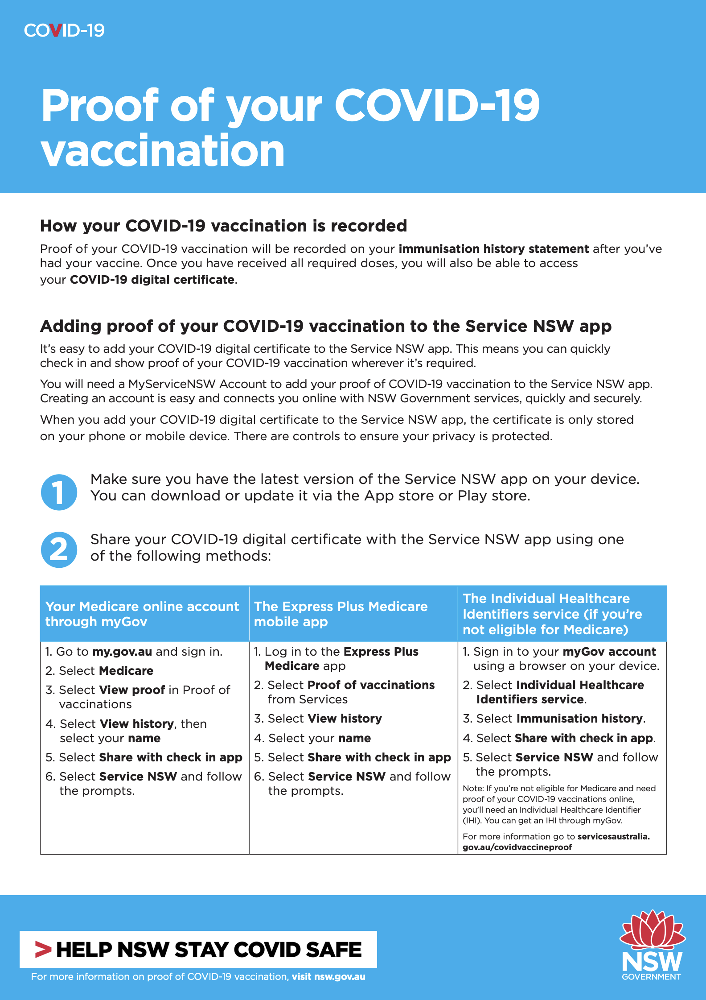 COVID-19
Proof of your COVID-19
vaccination
How your COVID-19 vaccination is recorded
Proof of your COVID-19 vaccination will be recorded on your immunisation history statement after you’ve
had your vaccine. Once you have received all required doses, you will also be able to access
your COVID-19 digital certificate.
Adding proof of your COVID-19 vaccination to the Service NSW app
It’s easy to add your COVID-19 digital certificate to the Service NSW app. This means you can quickly
check in and show proof of your COVID-19 vaccination wherever it’s required.
You will need a MyServiceNSW Account to add your proof of COVID-19 vaccination to the Service NSW app.
Creating an account is easy and connects you online with NSW Government services, quickly and securely.
When you add your COVID-19 digital certificate to the Service NSW app, the certificate is only stored
on your phone or mobile device. There are controls to ensure your privacy is protected.
1
Make sure you have the latest version of the Service NSW app on your device.
You can download or update it via the App store or Play store.
2
Share your COVID-19 digital certificate with the Service NSW app using one
of the following methods:
Your Medicare online account
through myGov
1. Go to my.gov.au and sign in.
2. Select Medicare
3. Select View proof in Proof of
vaccinations
4. Select View history, then
select your name
5. Select Share with check in app
6. Select Service NSW and follow
the prompts.
The Express Plus Medicare
mobile app
1. Log in to the Express Plus
Medicare app
2. Select Proof of vaccinations
from Services
3. Select View history
4. Select your name
5. Select Share with check in app
6. Select Service NSW and follow
the prompts.
The Individual Healthcare
Identifiers service (if you’re
not eligible for Medicare)
1. Sign in to your myGov account
using a browser on your device.
2. Select Individual Healthcare
Identifiers service.
3. Select Immunisation history.
4. Select Share with check in app.
5. Select Service NSW and follow
the prompts.
Note: If you’re not eligible for Medicare and need
proof of your COVID-19 vaccinations online,
you’ll need an Individual Healthcare Identifier
(IHI). You can get an IHI through myGov.
For more information go to servicesaustralia.
gov.au/covidvaccineproof
> HELP NSW STAY COVID SAFE
For more information on proof of COVID-19 vaccination, visit nsw.gov.au
NSW
GOVERNMENT